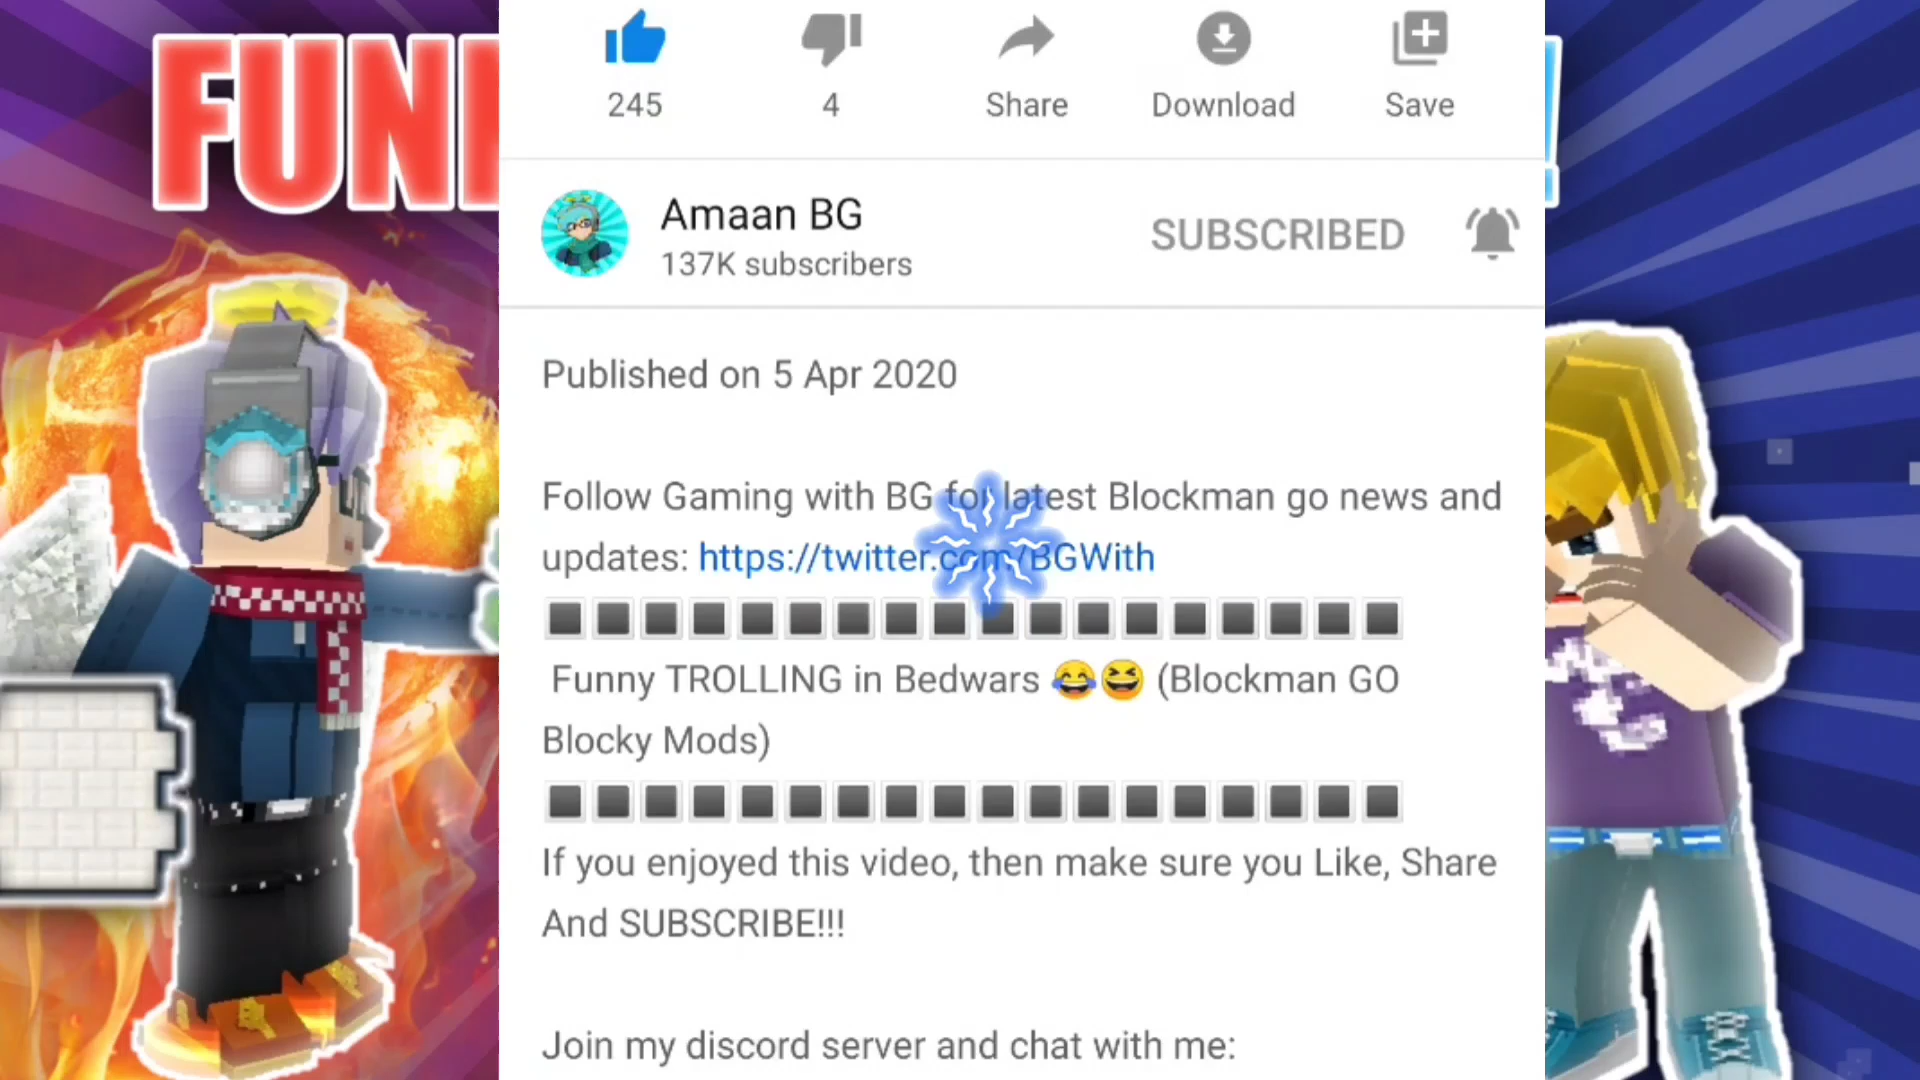 FUN
!
245
4
Share
Download
Save
Amaan BG
137K subscribers
SUBSCRIBED
Published on 5 Apr 2020
Follow Gaming with BG for latest Blockman go news and
updates: https://twitter.com/BGWith
Funny TROLLING in Bedwars 😂😆 (Blockman GO
Blocky Mods)
If you enjoyed this video, then make sure you Like, Share
And SUBSCRIBE!!!
Join my discord server and chat with me: